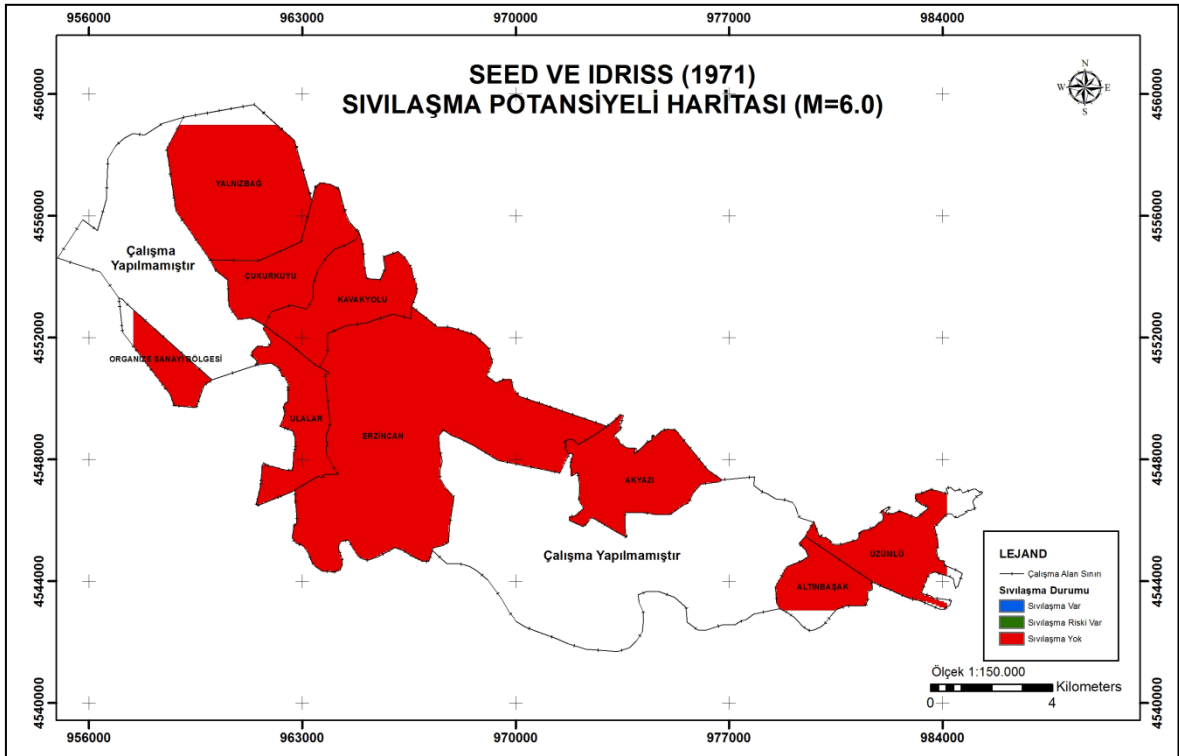 956000 963000 970000 977000 984000
SEED VE IDRISS (1971)
SIVILAŞMA POTANSİYELİ HARİTASI (M=6.0)
N
W E
S
4560000 4560000
YALNIZBAĞ
4556000 4556000
Çalışma
Yapılmamıştır
ÇUKURKUYU
KAVAKYOLU
4552000 4552000
ORGANIZE SANAYI BÖLGESİ
ULALAR
ERZİNCAN
4548000 4548000
AKYAZI
Çalışma Yapılmamıştır
ÜZÜMLÜ
ALTINBAŞAK
4544000 4544000
LEJAND
Çalışma Alan Sınırı
Sıvılaşma Durumu
Sıvılaşma Var
Sıvılaşma Riski Var
Sıvılaşma Yok
Ölçek 1:150.000
Kilometers
0 4
4540000 4540000
956000 963000 970000 977000 984000